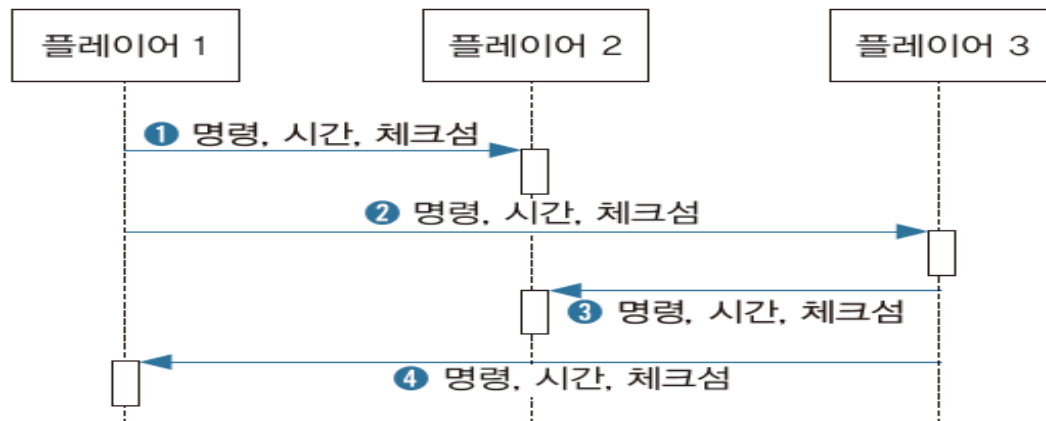 플레이어 1
플레이어 2
플레이어 3
❶ 명령, 시간, 체크섬
❷ 명령, 시간, 체크섬
❸ 명령, 시간, 체크섬
❹ 명령, 시간, 체크섬